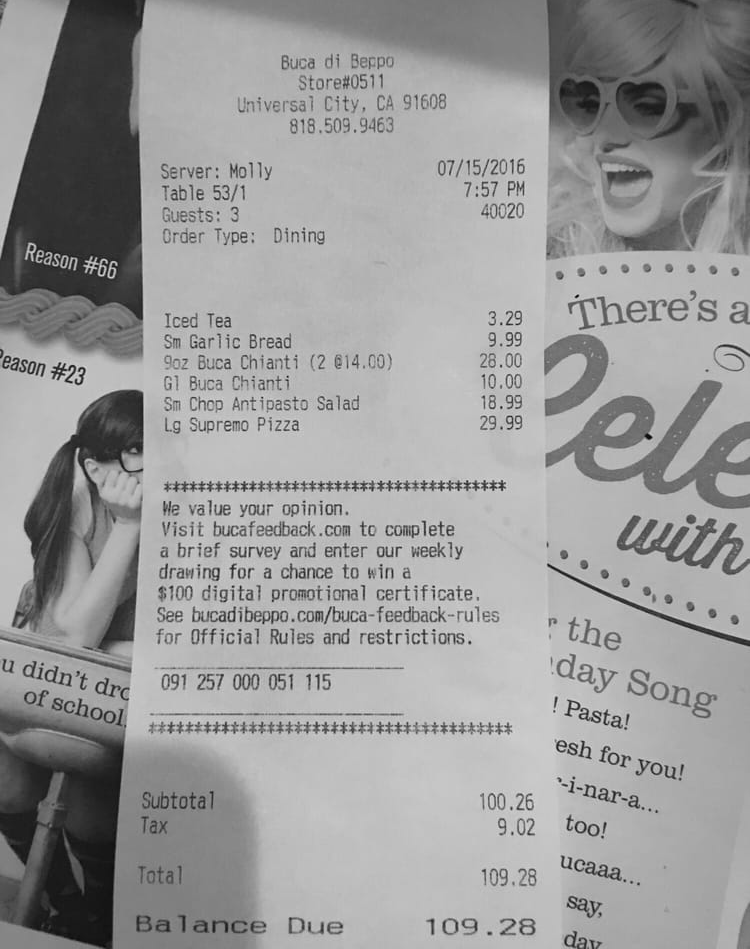 Buca di Beppo
Store#0511
Universal City, CA 91608
818.509.9463
Server: Molly 07/15/2016
Table 53/1 7:57 PM
Guests: 3 40020
Order Type: Dining
Iced Tea 3.29
Sm Garlic Bread 9.99
9oz Buca Chianti (2 @14.00) 28.00
Gl Buca Chianti 10.00
Sm Chop Antipasto Salad 18.99
Lg Supremo Pizza 29.99
****************************************
We value your opinion.
Visit bucafeedback.com to complete
a brief survey and enter our weekly
drawing for a chance to win a
$100 digital promotional certificate.
See bucadibeppo.com/buca-feedback-rules
for Official Rules and restrictions.
091 257 000 051 115
****************************************
Subtotal 100.26
Tax 9.02
Total 109.28
Balance Due 109.28
Reason #66
eason #23
u didn't dro
of school
There's a
Cele
with
the
day Song
! Pasta!
esh for you!
r-i-nar-a...
too!
ucaaa...
say,
day